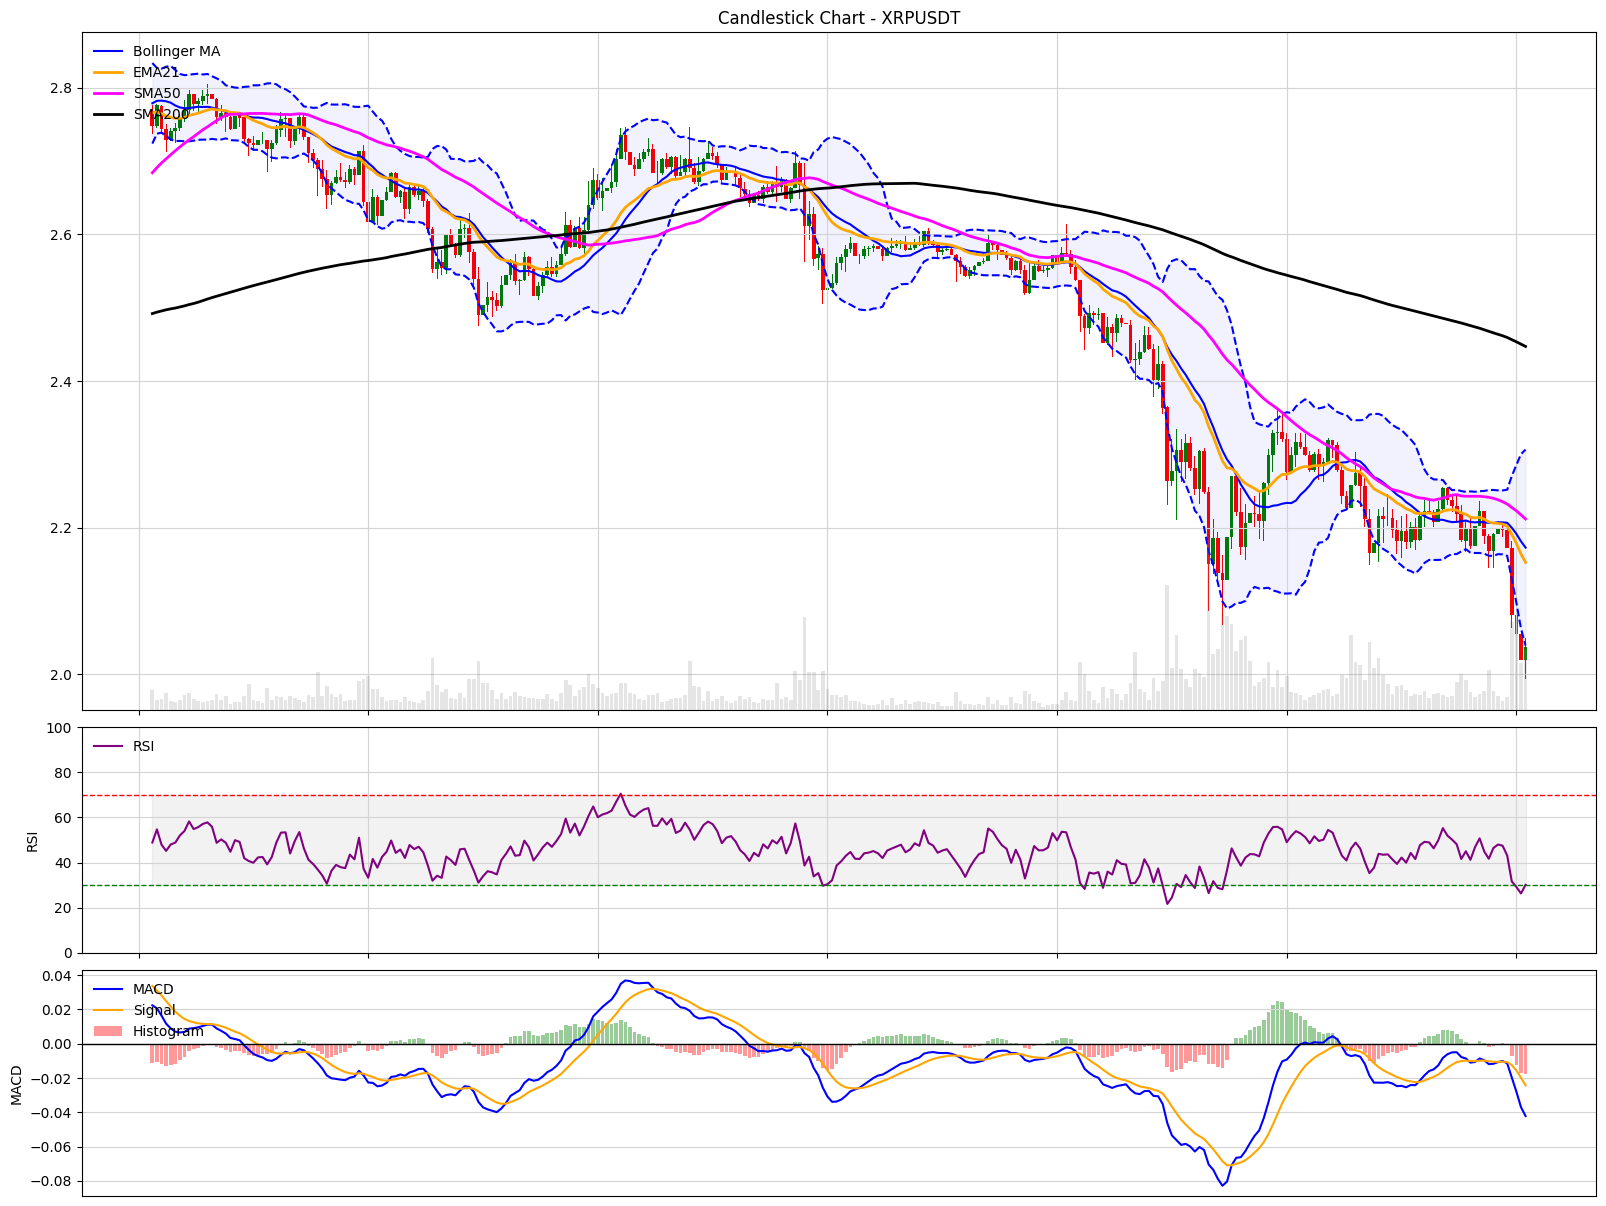 Candlestick Chart - XRPUSDT
Bollinger MA
EMA21
SMA50
SMA200
2.8
2.6
2.4
2.2
2.0
RSI
100
80
60
40
20
0
RSI
MACD
Signal
Histogram
0.04
0.02
0.00
−0.02
−0.04
−0.06
−0.08
MACD